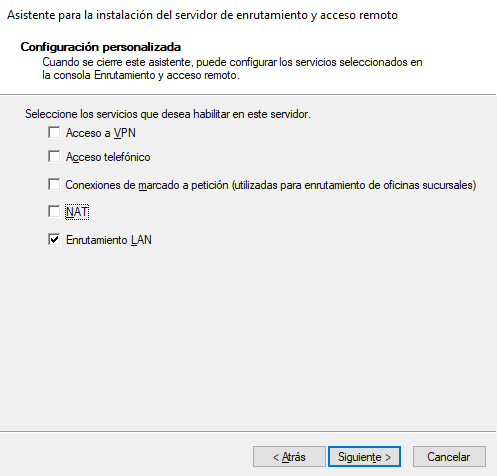 Asistente para la instalación del servidor de enrutamiento y acceso remoto
Configuración personalizada
Cuando se cierre este asistente, puede configurar los servicios seleccionados en
la consola Enrutamiento y acceso remoto.
Seleccione los servicios que desea habilitar en este servidor.
Acceso a VPN
Acceso telefónico
Conexiones de marcado a petición (utilizadas para enrutamiento de oficinas sucursales)
NAT
Enrutamiento LAN
< Atrás
Siguiente >
Cancelar